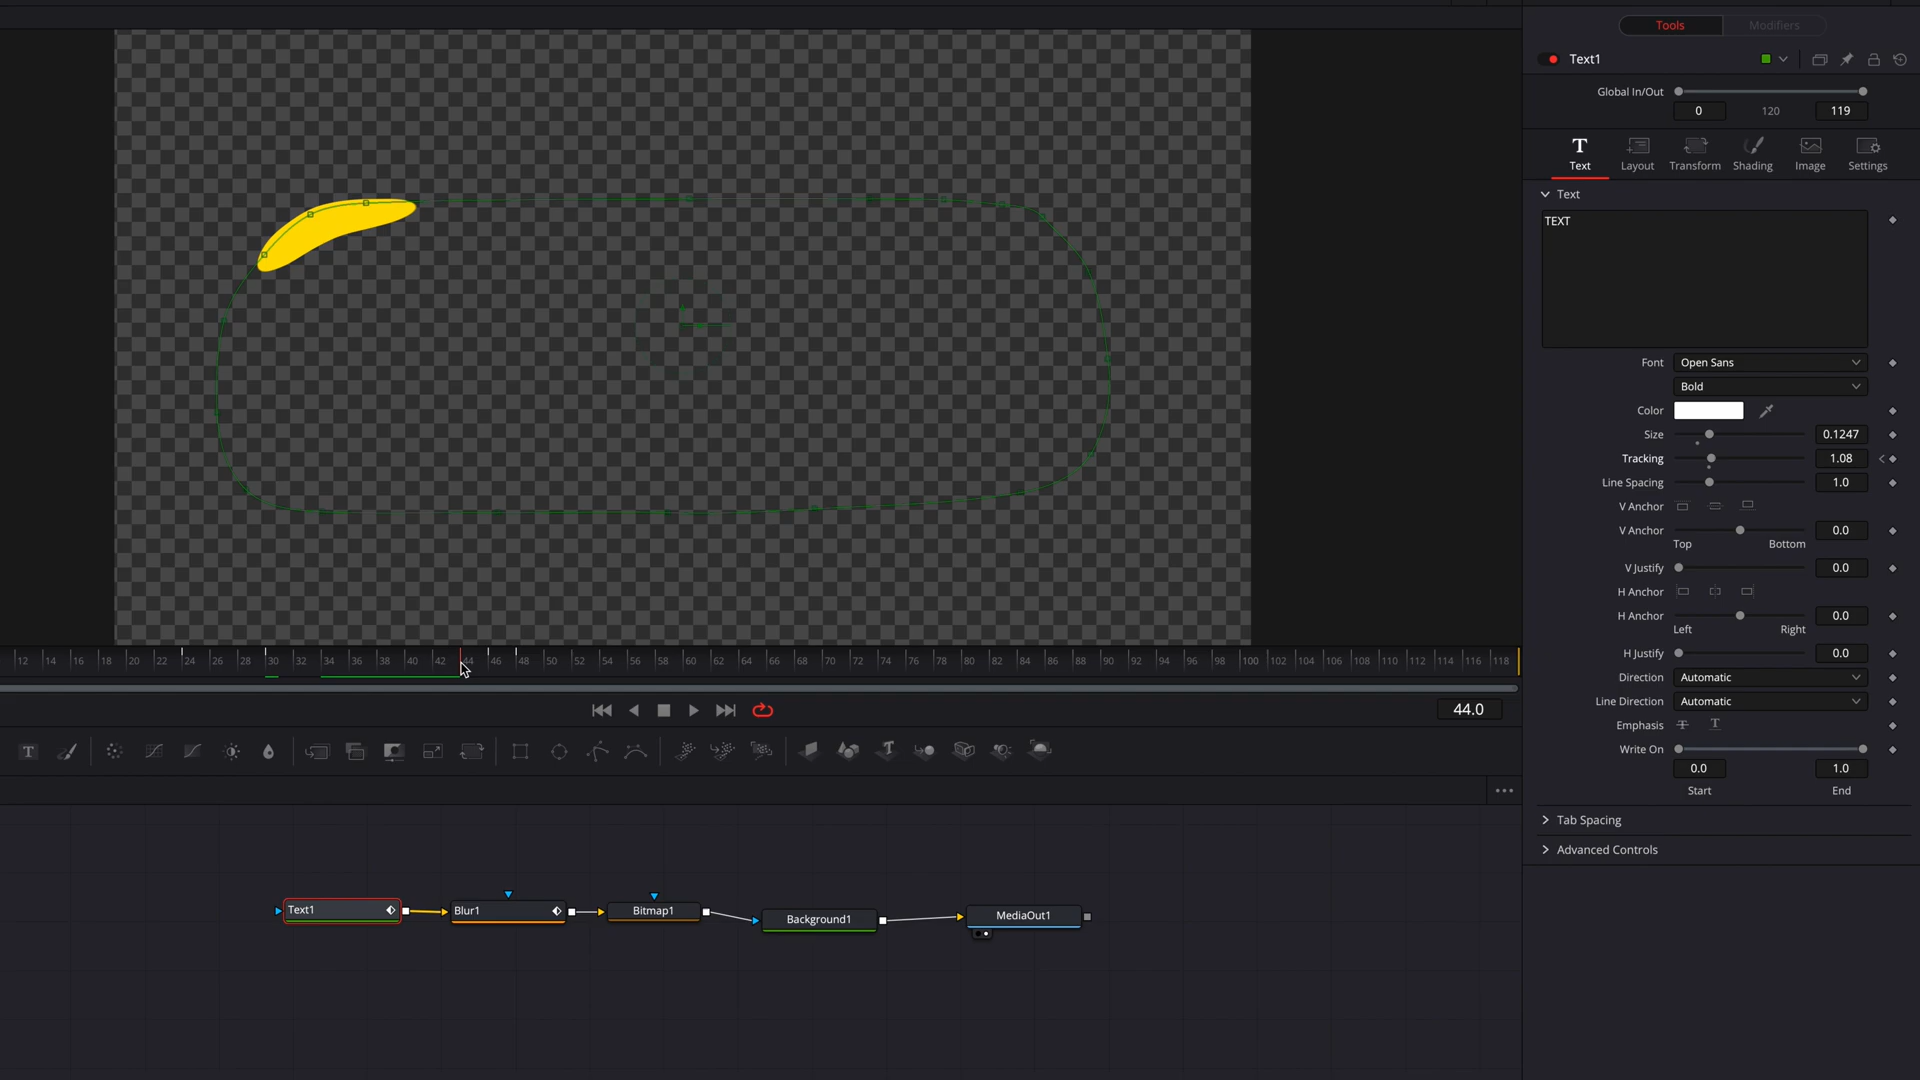 Tools Modifiers
Text1
Global In/Out
0 120 119
T
Text Layout Transform Shading Image Settings
Text
TEXT
Font Open Sans
Bold
Color
Size 0.1247
Tracking 1.08
Line Spacing 1.0
V Anchor
V Anchor 0.0
Top Bottom
V Justify 0.0
H Anchor
H Anchor 0.0
Left Right
H Justify 0.0
Direction Automatic
Line Direction Automatic
Emphasis T T
Write On
0.0 1.0
Start End
Tab Spacing
Advanced Controls
12 14 16 18 20 22 24 26 28 30 32 34 36 38 40 42 44 46 48 50 52 54 56 58 60 62 64 66 68 70 72 74 76 78 80 82 84 86 88 90 92 94 96 98 100 102 104 106 108 110 112 114 116 118
44.0
T T
Text1 Blur1 Bitmap1 Background1 MediaOut1